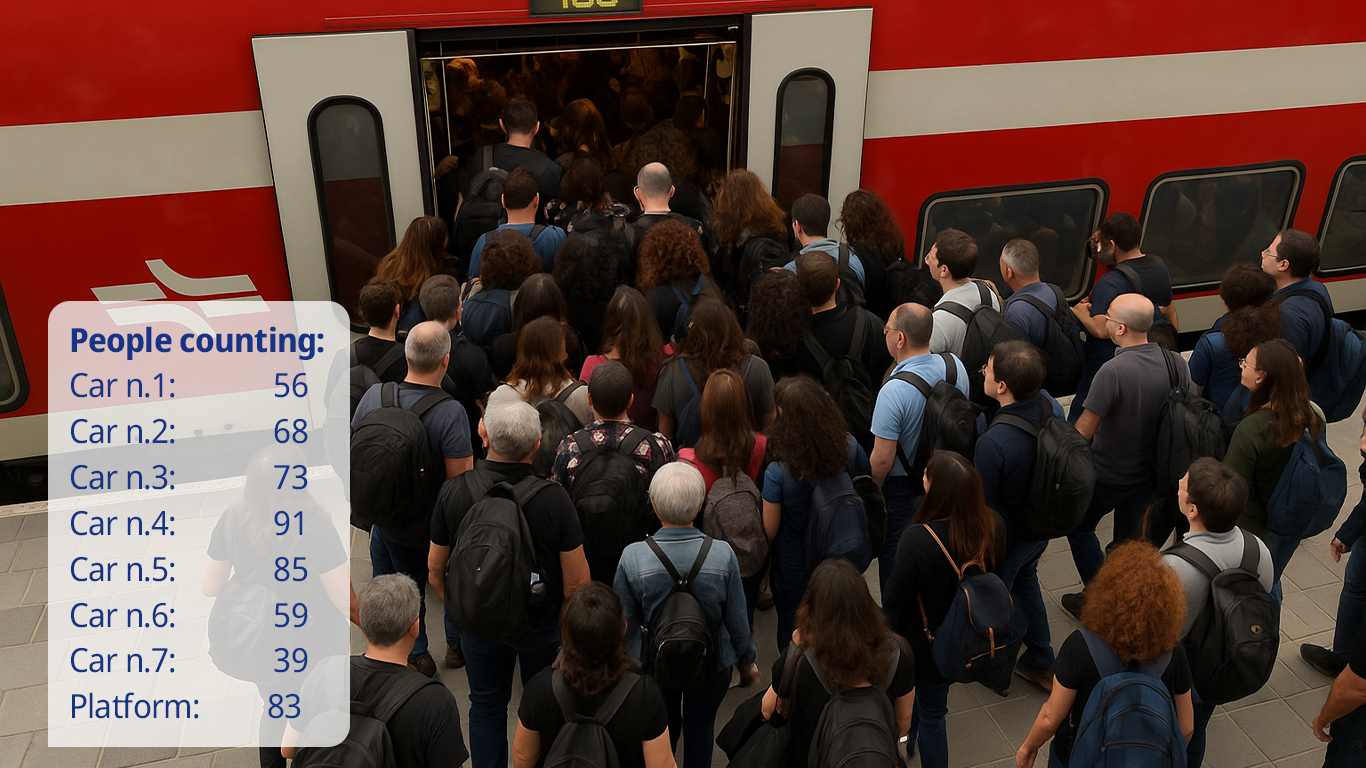 People counting:
Car n.1: 56
Car n.2: 68
Car n.3: 73
Car n.4: 91
Car n.5: 85
Car n.6: 59
Car n.7: 39
Platform: 83